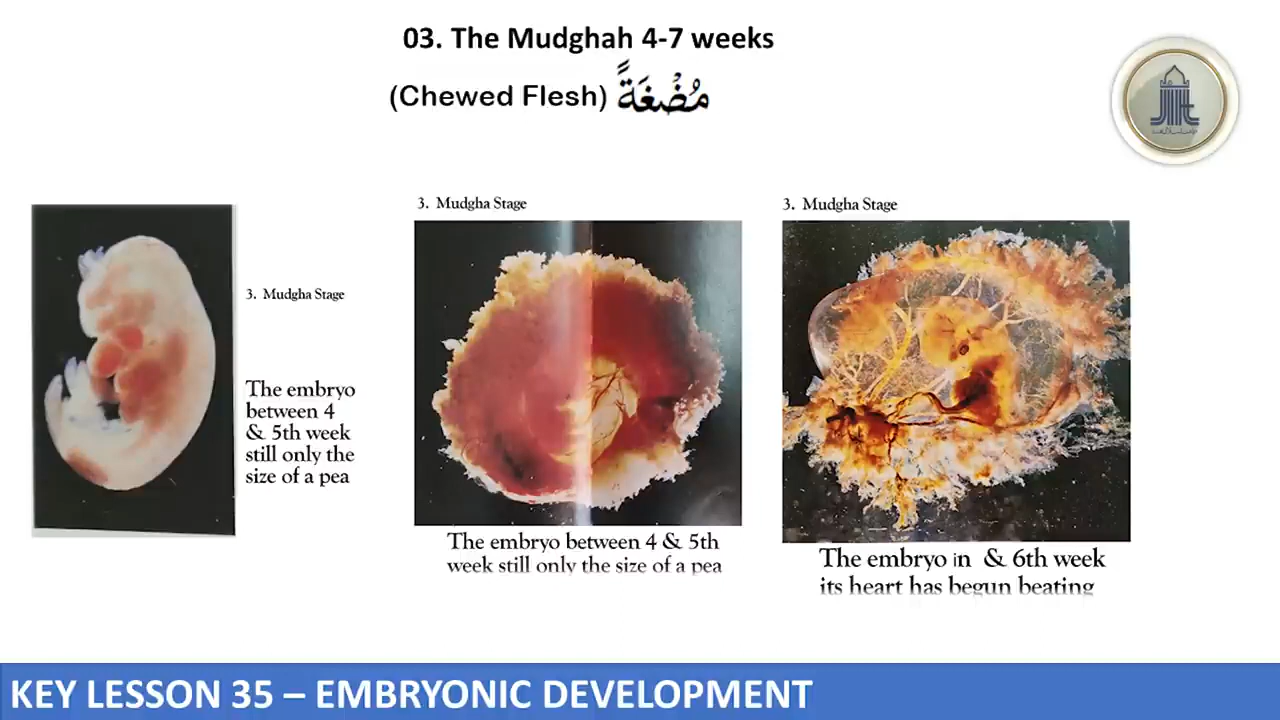 03. The Mudghah 4-7 weeks
(Chewed Flesh) مُضْغَةً
3. Mudgha Stage
The embryo
between 4
& 5th week
still only the
size of a pea
3. Mudgha Stage
The embryo between 4 & 5th
week still only the size of a pea
3. Mudgha Stage
The embryo in & 6th week
its heart has begun beating
KEY LESSON 35 – EMBRYONIC DEVELOPMENT